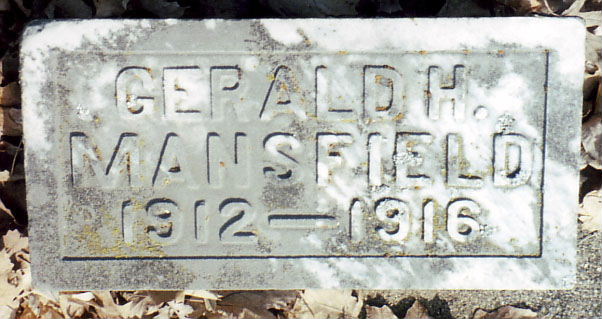 GERALD H.
MANSFIELD
1912—1916